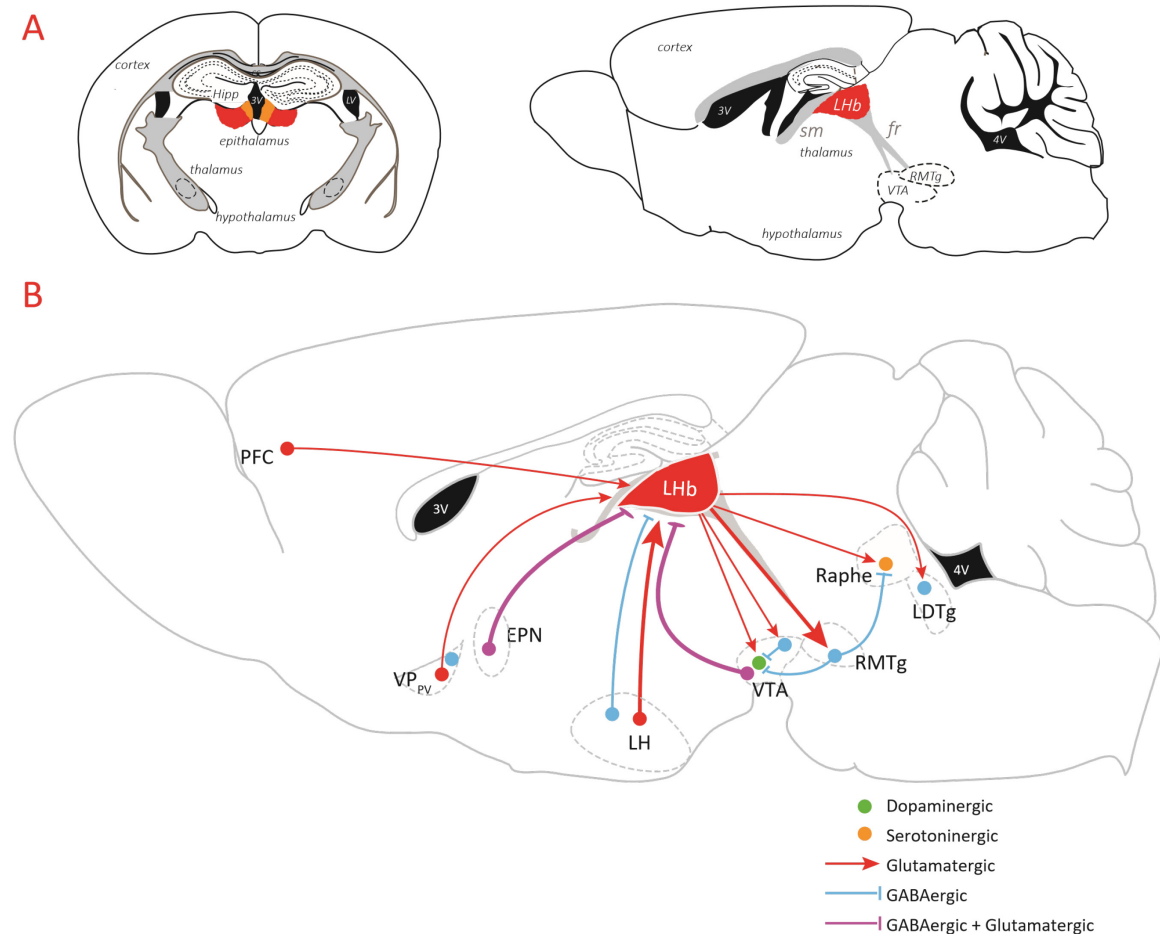 A
cortex
Hipp
3V
LV
epithalamus
thalamus
hypothalamus
cortex
3V
LHb
sm
fr
thalamus
RMTg
VTA
4V
hypothalamus
B
PFC
LHb
3V
4V
Raphe
LDTg
EPN
VP PV
RMTg
VTA
LH
Dopaminergic
Serotoninergic
Glutamatergic
GABAergic
GABAergic + Glutamatergic